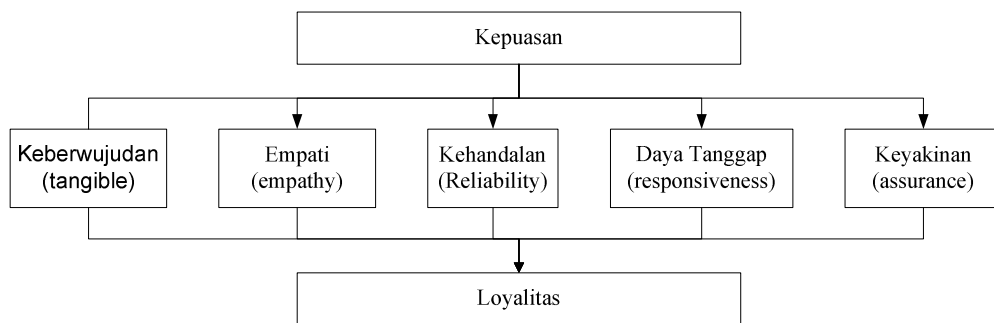 Kepuasan
Keberwujudan
(tangible)
Empati
(empathy)
Kehandalan
(Reliability)
Daya Tanggap
(responsiveness)
Keyakinan
(assurance)
Loyalitas